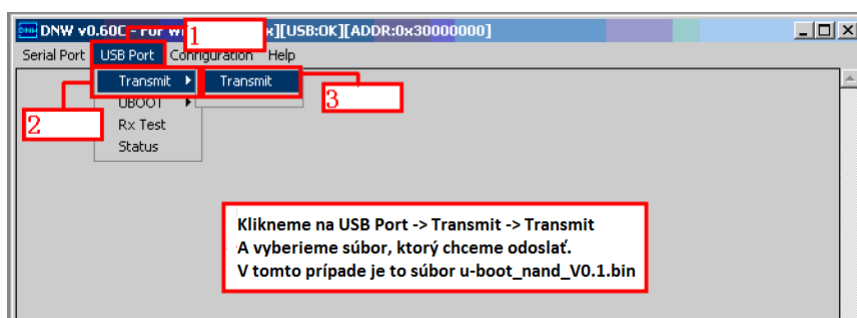 DNW v0.60C - For W x][USB:OK][ADDR:0x30000000]
1
Serial Port USB Port Configuration Help
Transmit Transmit
UBOOT
3
2
Rx Test
Status
Klikneme na USB Port -> Transmit -> Transmit
A vyberieme súbor, ktorý chceme odoslať.
V tomto prípade je to súbor u-boot_nand_V0.1.bin